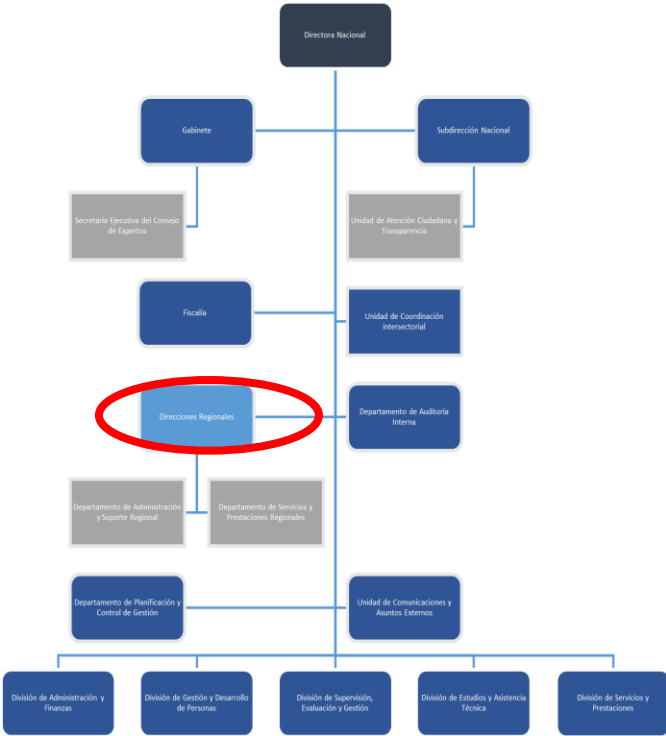 Directora Nacional
Gabinete
Subdirección Nacional
Secretaría Ejecutiva del Consejo
de Expertos
Unidad de Atención Ciudadana y
Transparencia
Fiscalía
Unidad de Coordinación
intersectorial
Direcciones Regionales
Departamento de Auditoría
Interna
Departamento de Administración
y Soporte Regional
Departamento de Servicios y
Prestaciones Regionales
Departamento de Planificación y
Control de Gestión
Unidad de Comunicaciones y
Asuntos Externos
División de Administración y
Finanzas
División de Gestión y Desarrollo
de Personas
División de Supervisión,
Evaluación y Gestión
División de Estudios y Asistencia
Técnica
División de Servicios y
Prestaciones